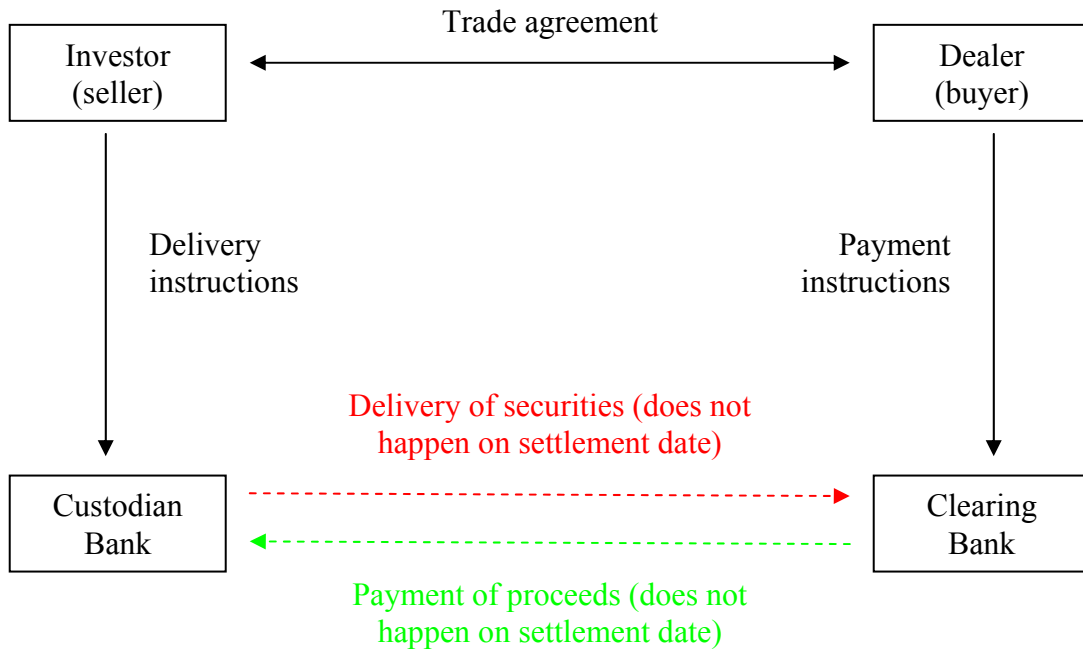 Trade agreement
Investor
(seller)
Dealer
(buyer)
Delivery
instructions
Payment
instructions
Delivery of securities (does not
happen on settlement date)
Custodian
Bank
Clearing
Bank
Payment of proceeds (does not
happen on settlement date)